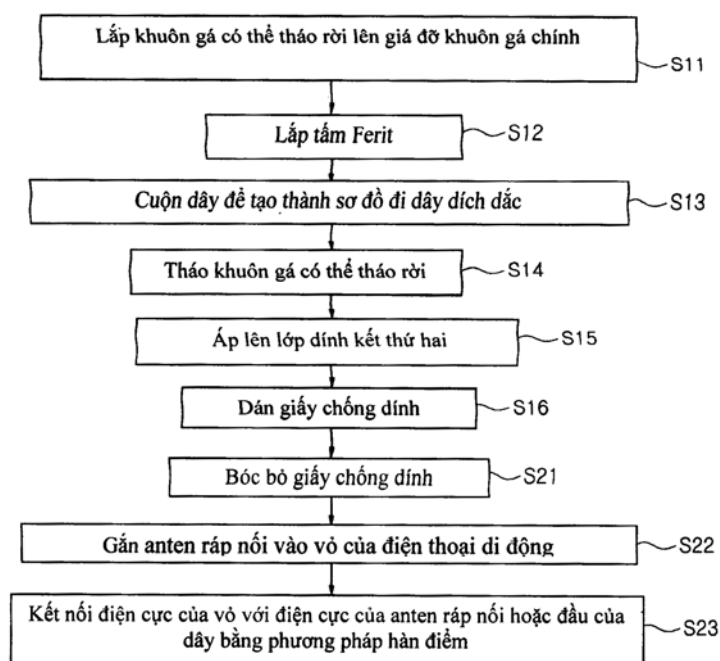 Lắp khuôn gá có thể tháo rời lên giá đỡ khuôn gá chính
S11
Lắp tấm Ferit
S12
Cuộn dây để tạo thành sơ đồ đi dây dích dắc
S13
Tháo khuôn gá có thể tháo rời
S14
Áp lên lớp dính kết thứ hai
S15
Dán giấy chống dính
S16
Bóc bỏ giấy chống dính
S21
Gắn anten ráp nối vào vỏ của điện thoại di động
S22
Kết nối điện cực của vỏ với điện cực của anten ráp nối hoặc đầu của
dây bằng phương pháp hàn điểm
S23